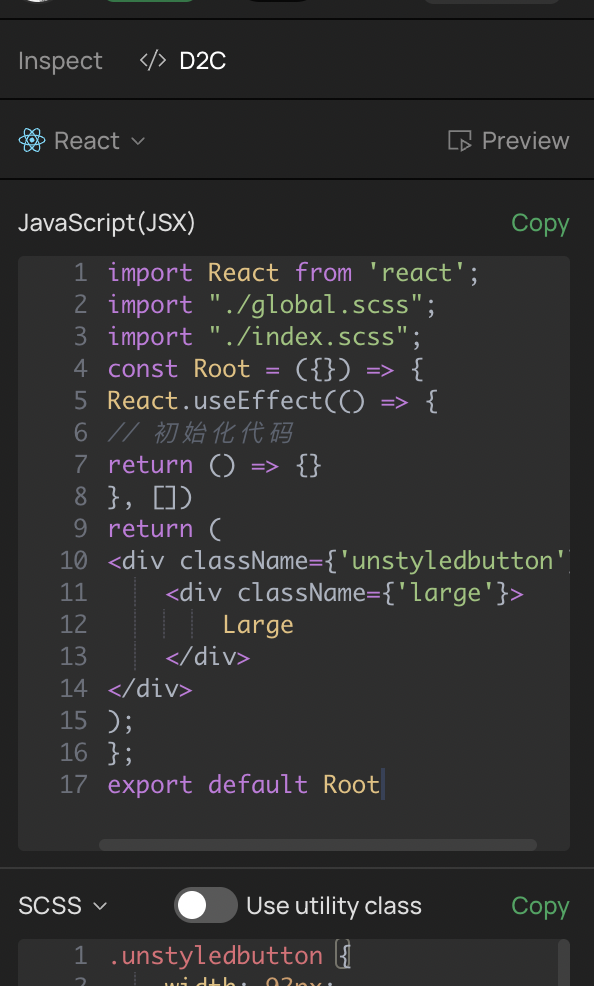 Inspect </> D2C
React Preview
JavaScript(JSX) Copy
1 import React from 'react';
2 import "./global.scss";
3 import "./index.scss";
4 const Root = ({}) => {
5 React.useEffect(() => {
6 // 初始化代码
7 return () => {}
8 }, [])
9 return (
10 <div className={'unstyledbutton'}
11 <div className={'large'}>
12 Large
13 </div>
14 </div>
15 );
16 };
17 export default Root
SCSS Use utility class Copy
1 .unstyledbutton {
2 width: 92px;